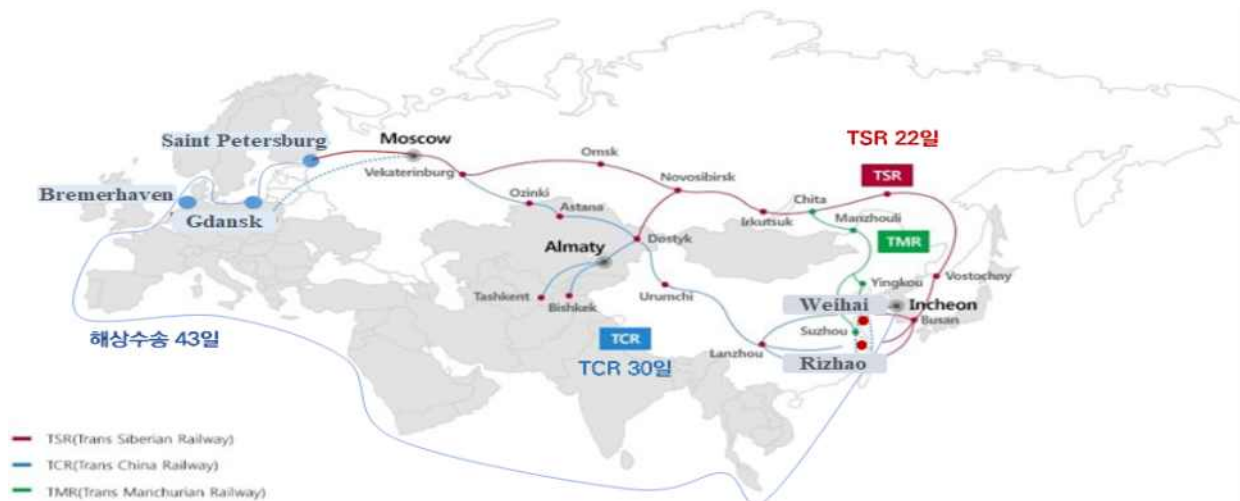 Saint Petersburg
Moscow
TSR 22일
Omsk
Vekaterinburg
Novosibirsk
TSR
Bremerhaven
Ozinki
Chita
Gdansk
Astana
Irkutsuk
Manzhouli
Almaty
Dostyk
TMR
Vostochny
Yingkou
Urumchi
Weihai
Incheon
Tashkent
Bishkek
Busan
해상수송 43일
TCR
Suzhou
Lanzhou
Rizhao
TCR 30일
TSR(Trans Siberian Railway)
TCR(Trans China Railway)
TMR(Trans Manchurian Railway)